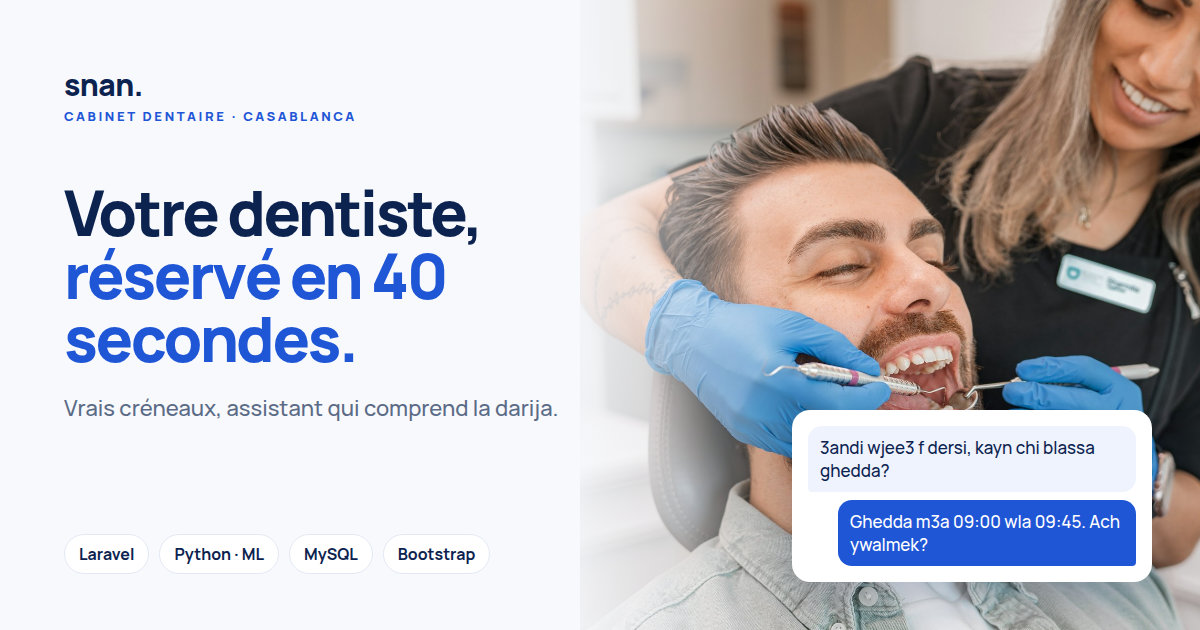 snan.
CABINET DENTAIRE · CASABLANCA
Votre dentiste,
réservé en 40
secondes.
Vrais créneaux, assistant qui comprend la darija.
Laravel
Python · ML
MySQL
Bootstrap
3andi wjee3 f dersi, kayn chi blassa
ghedda?
Ghedda m3a 09:00 wla 09:45. Ach
ywalmek?